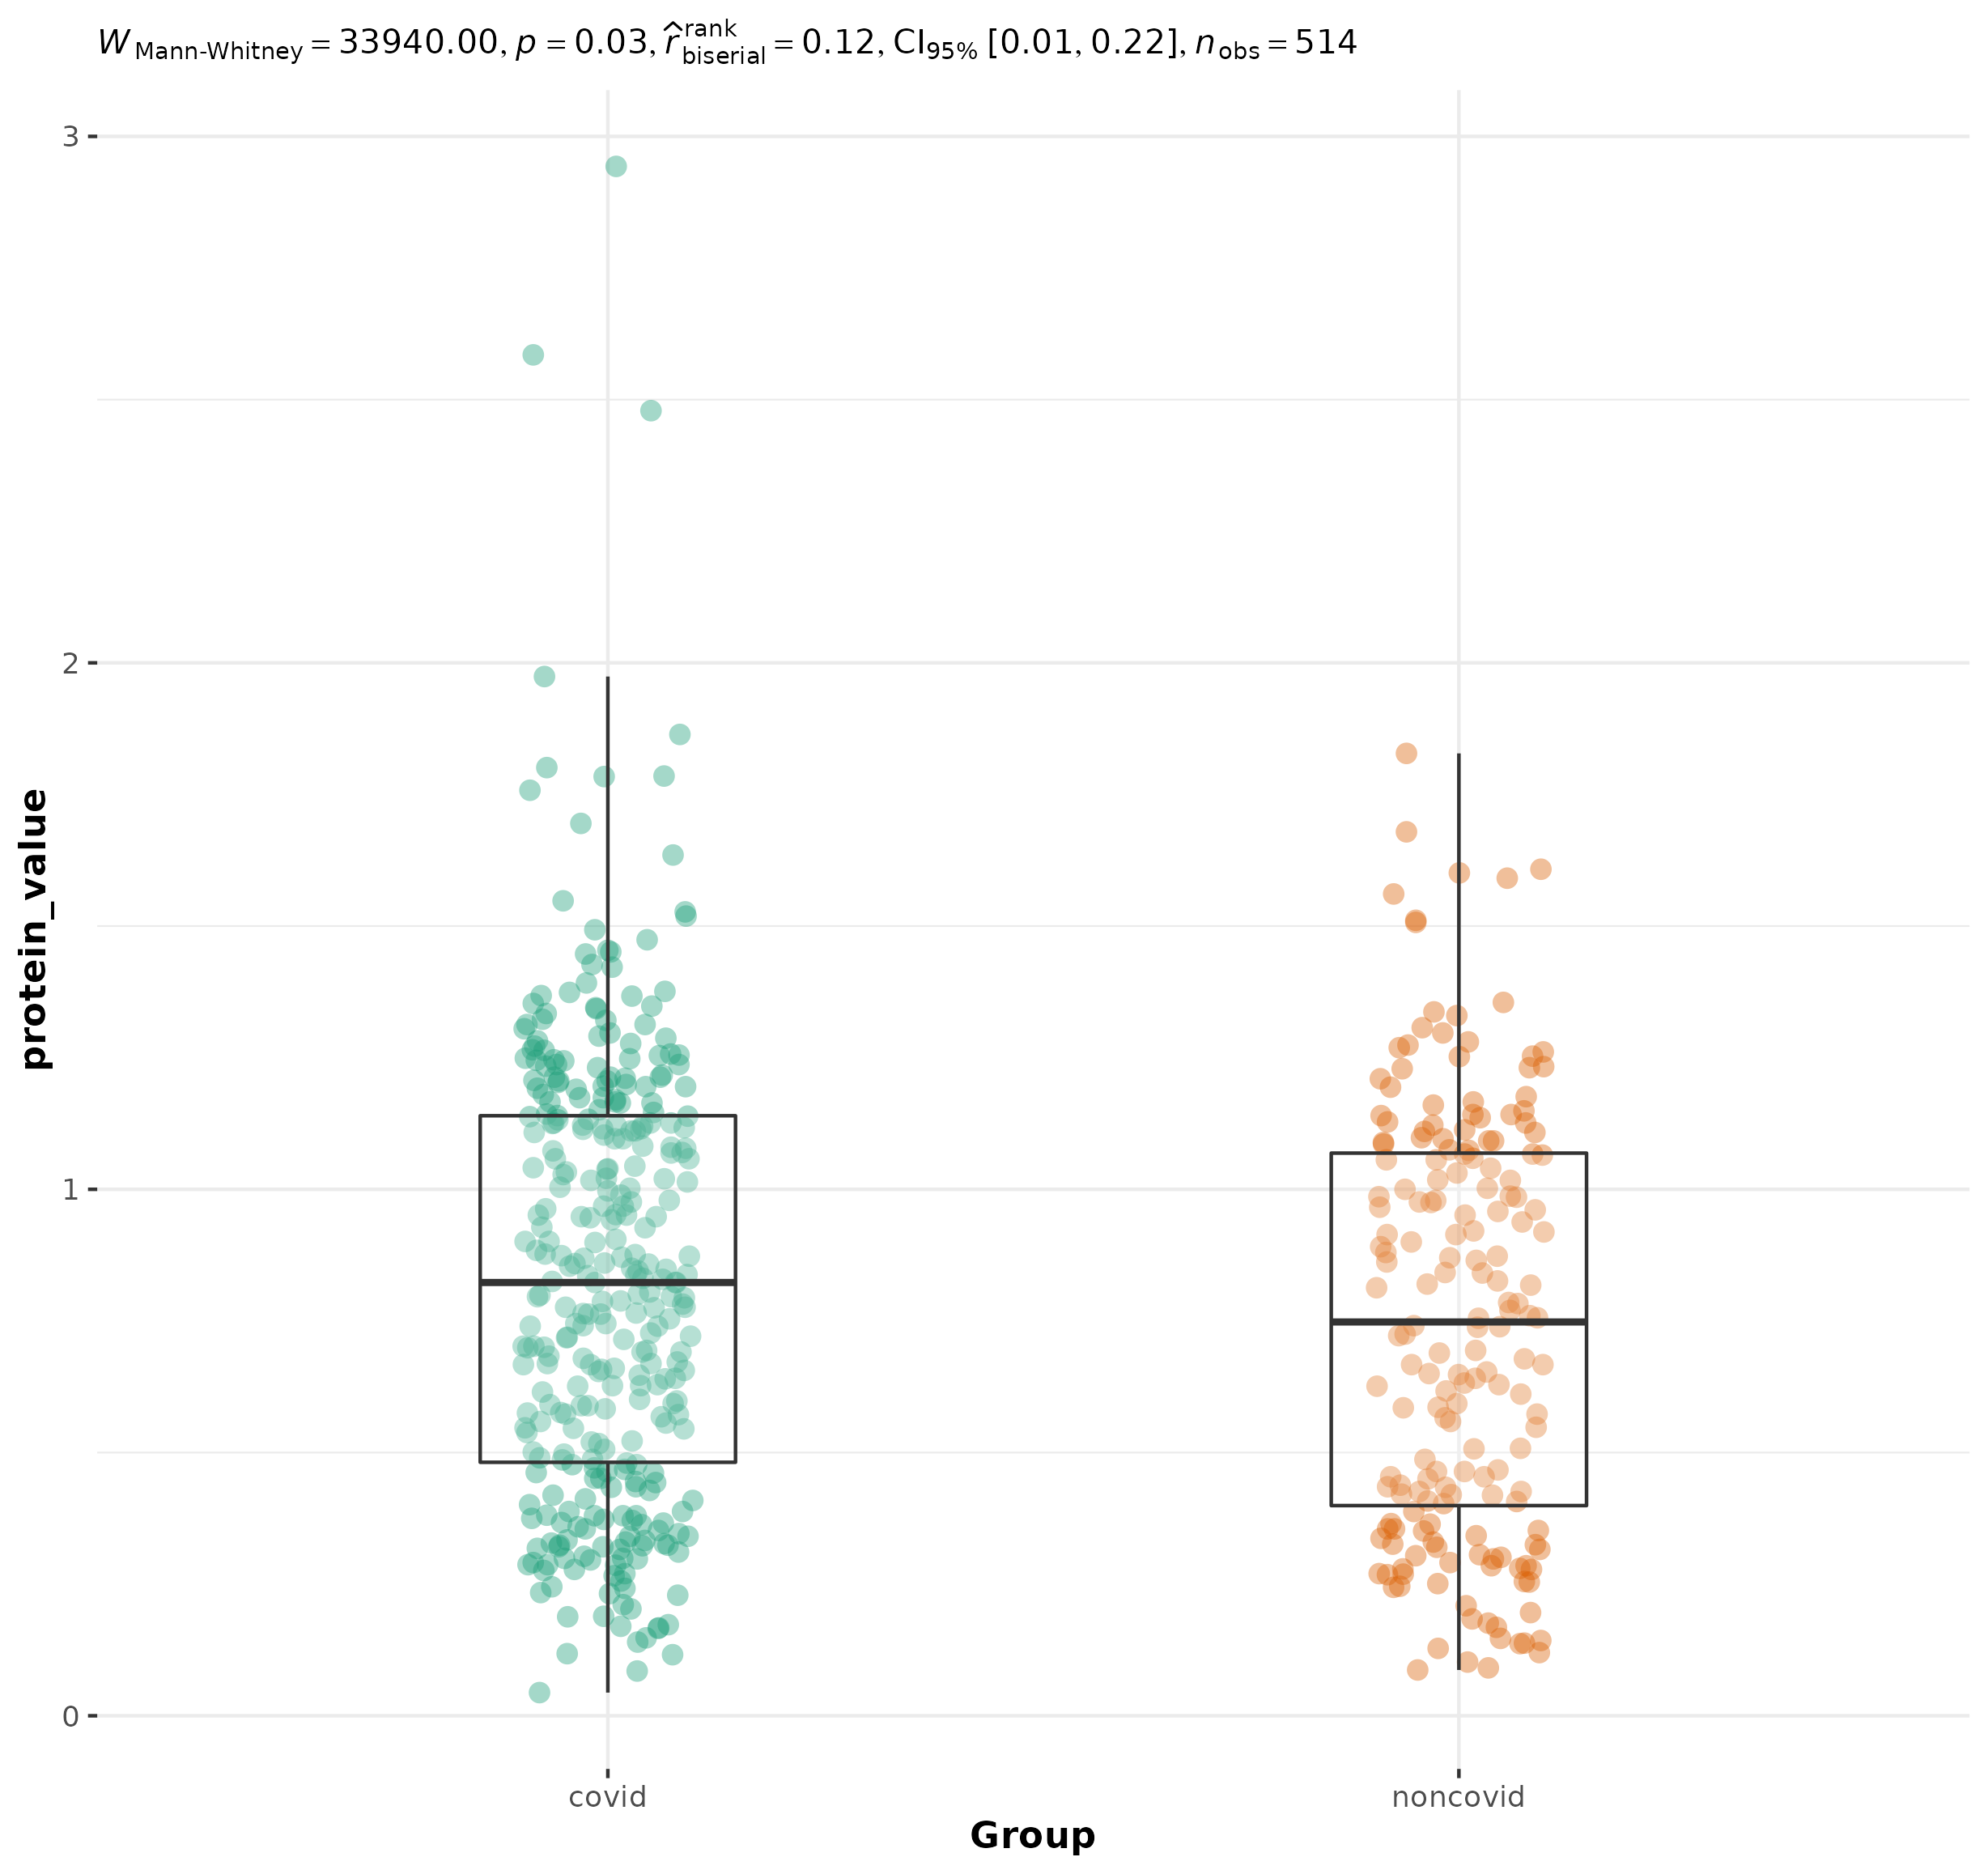 W Mann-Whitney = 33940.00, p = 0.03, r̂ rank biserial = 0.12, CI95% [0.01, 0.22], n obs = 514
3
2
1
0
protein_value
covid noncovid
Group